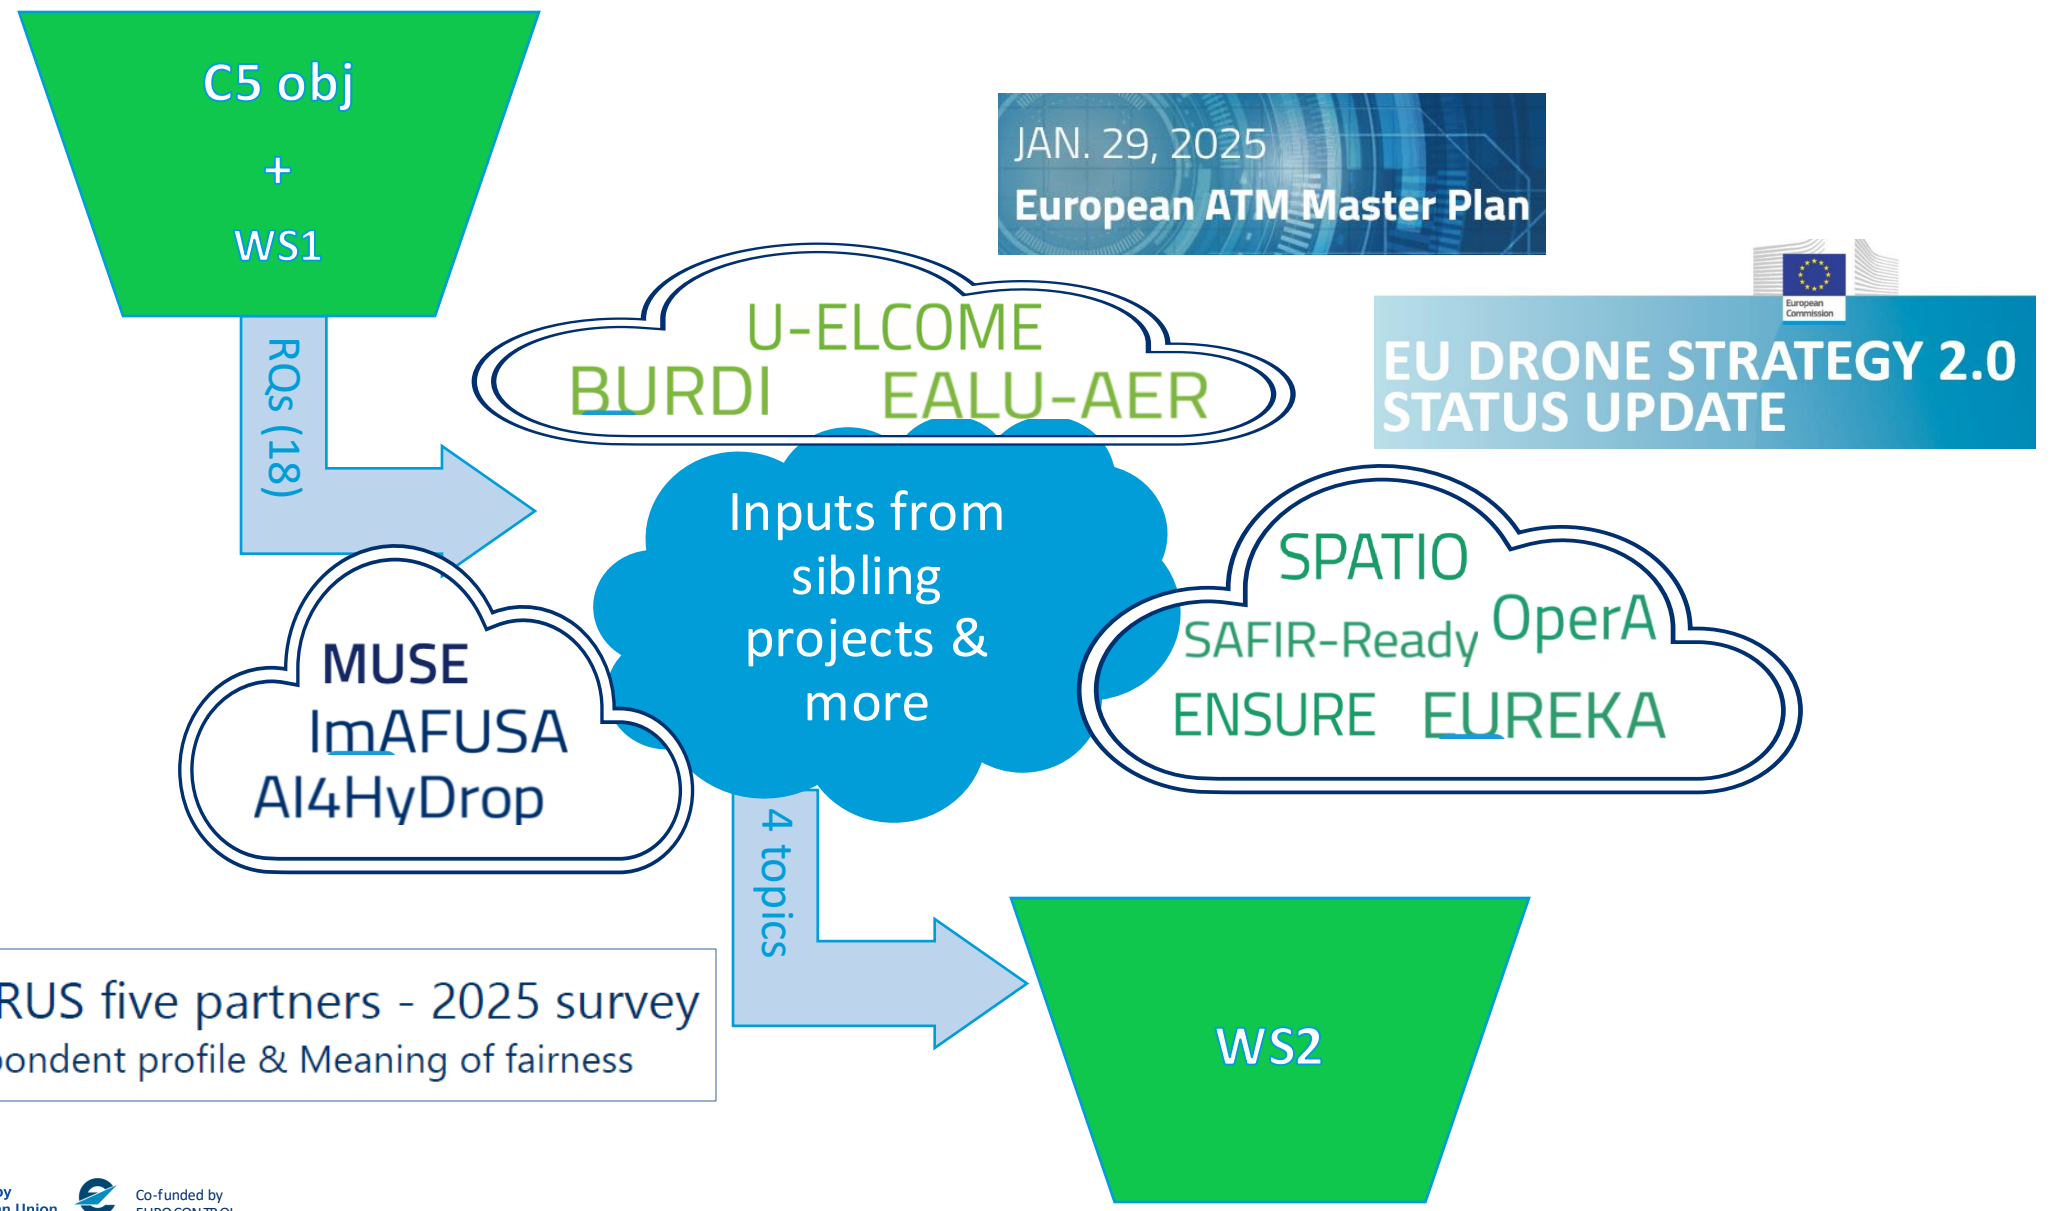 C5 obj
+
WS1
RQs (18)
JAN. 29, 2025
European ATM Master Plan
European
Commission
EU DRONE STRATEGY 2.0
STATUS UPDATE
U-ELCOME
BURDI
EALU-AER
Inputs from
sibling
projects &
more
SPATIO
OperA
SAFIR-Ready
ENSURE
EUREKA
MUSE
ImAFUSA
AI4HyDrop
4 topics
WS2
RUS five partners - 2025 survey
pondent profile & Meaning of fairness
Co-funded by
EUROCONTROL